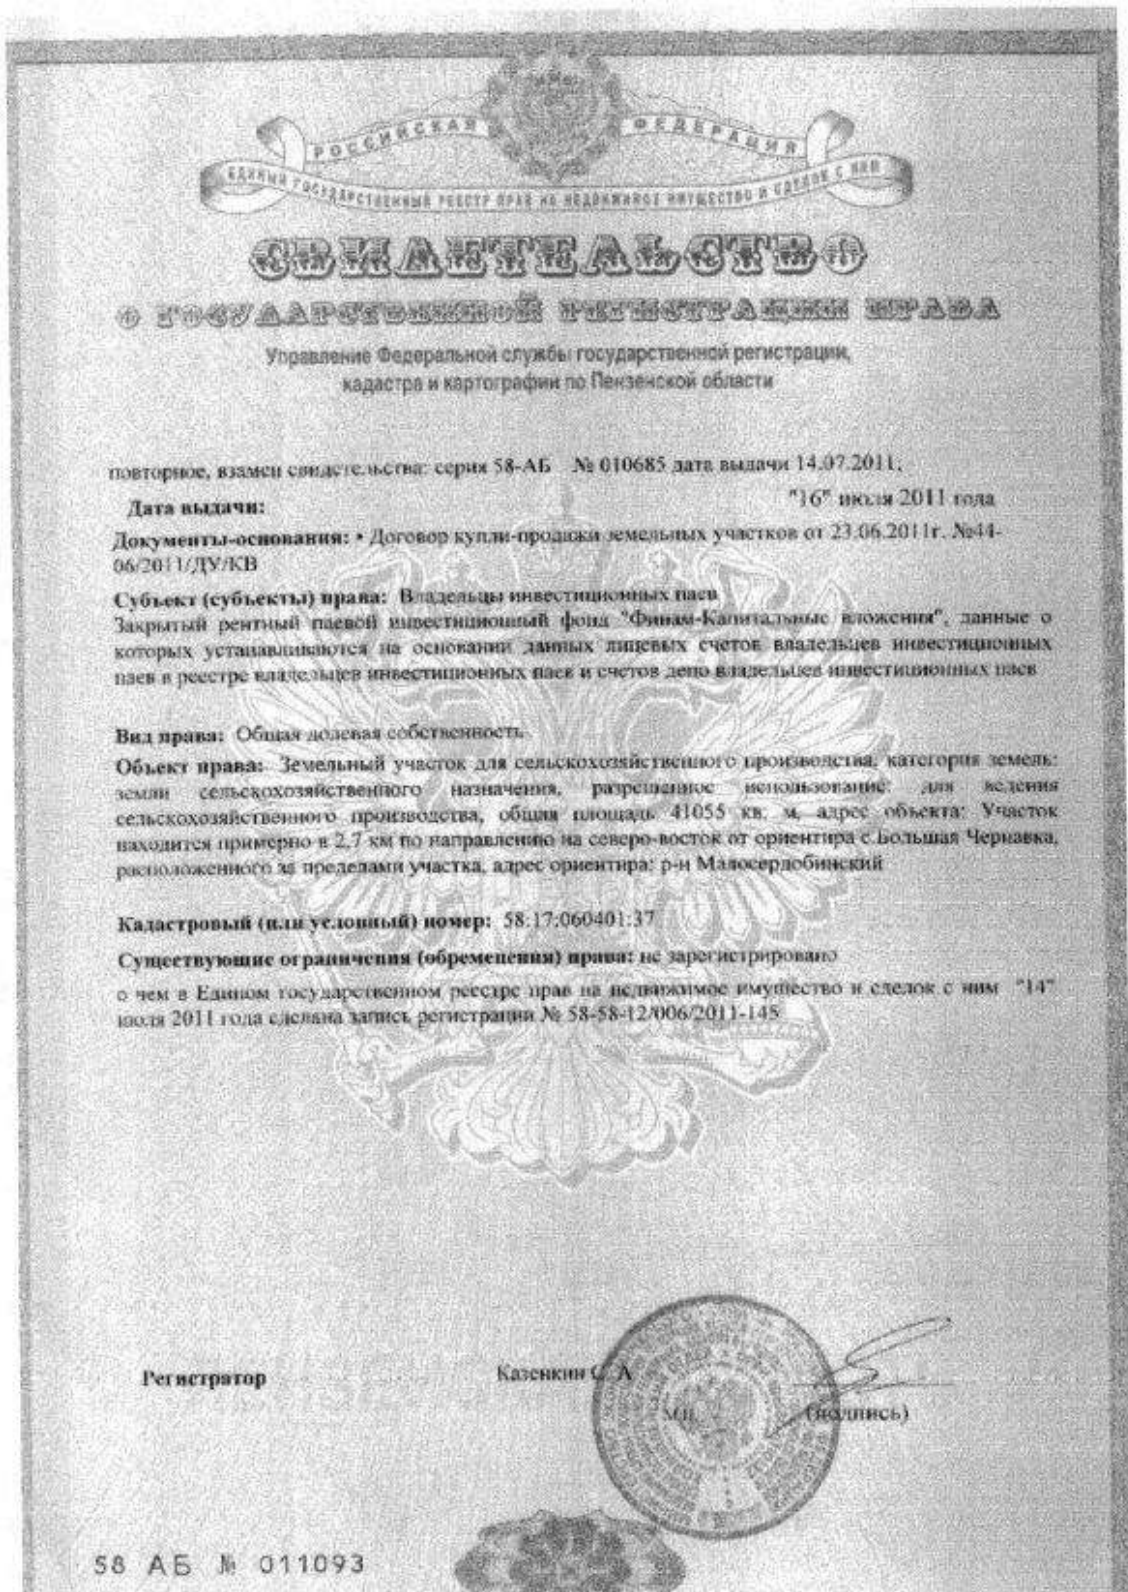 РОССИЙСКАЯ ФЕДЕРАЦИЯ
ЕДИНЫЙ ГОСУДАРСТВЕННЫЙ РЕЕСТР ПРАВ НА НЕДВИЖИМОЕ ИМУЩЕСТВО И СДЕЛОК С НИМ
СВИДЕТЕЛЬСТВО
О ГОСУДАРСТВЕННОЙ РЕГИСТРАЦИИ ПРАВА
Управление Федеральной службы государственной регистрации,
кадастра и картографии по Пензенской области
повторное, взамен свидетельства: серия 58-АБ № 010685 дата выдачи 14.07.2011;
Дата выдачи: "16" июля 2011 года
Документы-основания: • Договор купли-продажи земельных участков от 23.06.2011г. №44-
06/2011/ДУ/КВ
Субъект (субъекты) права: Владельцы инвестиционных паев
Закрытый рентный паевой инвестиционный фонд "Финам-Капитальные вложения", данные о
которых устанавливаются на основании данных лицевых счетов владельцев инвестиционных
паев в реестре владельцев инвестиционных паев и счетов депо владельцев инвестиционных паев
Вид права: Общая долевая собственность
Объект права: Земельный участок для сельскохозяйственного производства, категория земель:
земли сельскохозяйственного назначения, разрешенное использование: для ведения
сельскохозяйственного производства, общая площадь 41055 кв. м, адрес объекта: Участок
находится примерно в 2,7 км по направлению на северо-восток от ориентира с.Большая Чернавка,
расположенного за пределами участка, адрес ориентира: р-н Малосердобинский
Кадастровый (или условный) номер: 58:17:060401:37
Существующие ограничения (обременения) права: не зарегистрировано
о чем в Едином государственном реестре прав на недвижимое имущество и сделок с ним "14"
июля 2011 года сделана запись регистрации № 58-58-12/006/2011-145
Регистратор Казенкин С. А
М.П. (подпись)
58 АБ № 011093